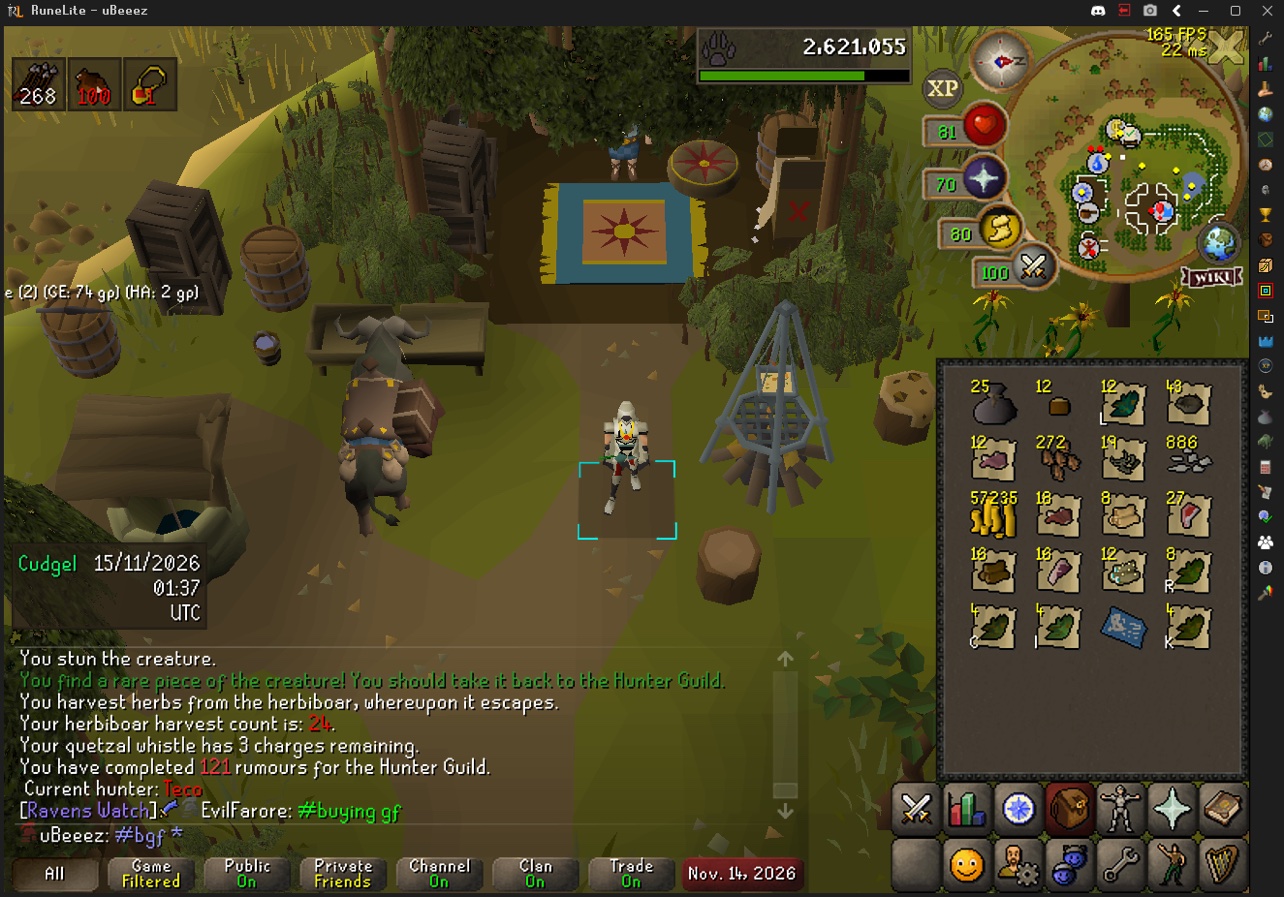 RuneLite - uBeeez
165 FPS
22 ms
268
100
1
2,621,055
XP
81
70
80
100
WIKI
e (2) (GE: 74 gp) (HA: 2 gp)
25 12 12 43
L
12 272 19 886
57235 18 8 27
18 16 12 8
R
4 4 4
G I K
Cudgel 15/11/2026
01:37
UTC
You stun the creature.
You find a rare piece of the creature! You should take it back to the Hunter Guild.
You harvest herbs from the herbiboar, whereupon it escapes.
Your herbiboar harvest count is: 24.
Your quetzal whistle has 3 charges remaining.
You have completed 121 rumours for the Hunter Guild.
Current hunter: Teco
[Ravens Watch] EvilFarore: #buying gf
uBeeez: #bgf *
All
Game
Filtered
Public
On
Private
Friends
Channel
On
Clan
On
Trade
On
Nov. 14, 2026